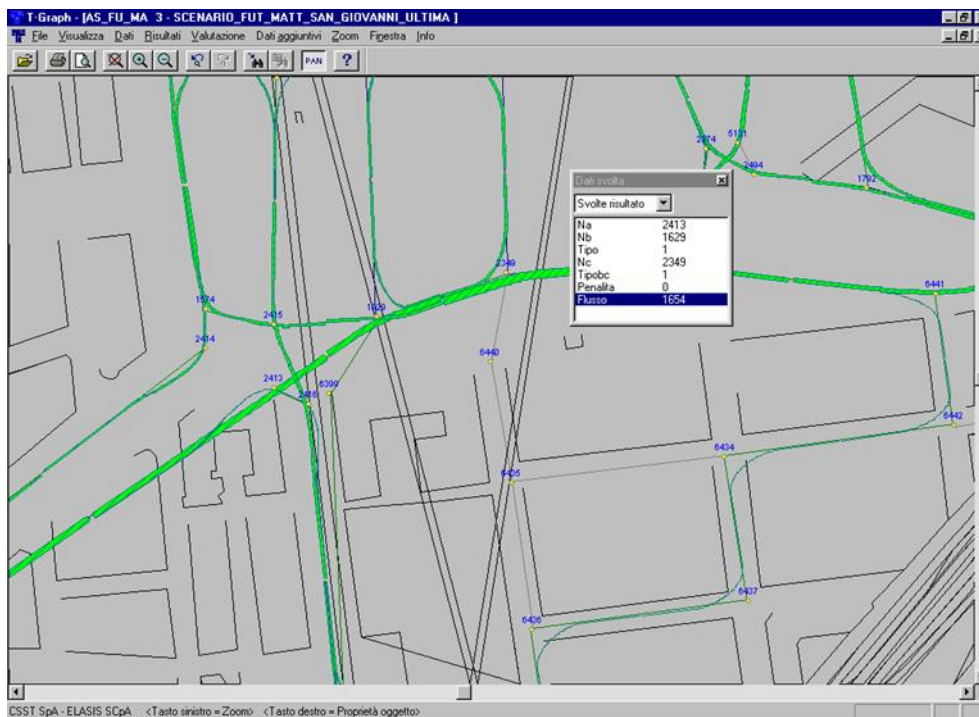 T-Graph - [AS_FU_MA 3 - SCENARIO_FUT_MATT_SAN_GIOVANNI_ULTIMA ]
File Visualizza Dati Risultati Valutazione Dati aggiuntivi Zoom Finestra Info
PAN ?
2374 5131
2494
1792
Dati svolta
Svolte risultato
Na 2413
Nb 1629
Tipo 1
Nc 2349
Tipobc 1
Penalita 0
Flusso 1654
2349
6441
1574
2415
1629
2414
6440
2413
6399
2416
6442
6434
6435
6437
6436
CSST SpA - ELASIS SCpA <Tasto sinistro = Zoom> <Tasto destro = Proprietà oggetto>